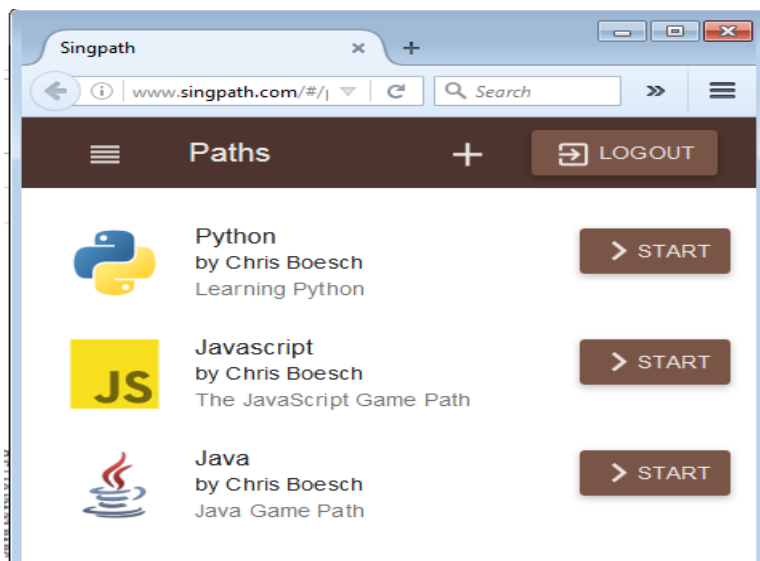 Singpath
www.singpath.com/#/
Search
Paths
LOGOUT
Python
by Chris Boesch
Learning Python
START
JS
Javascript
by Chris Boesch
The JavaScript Game Path
START
Java
by Chris Boesch
Java Game Path
START